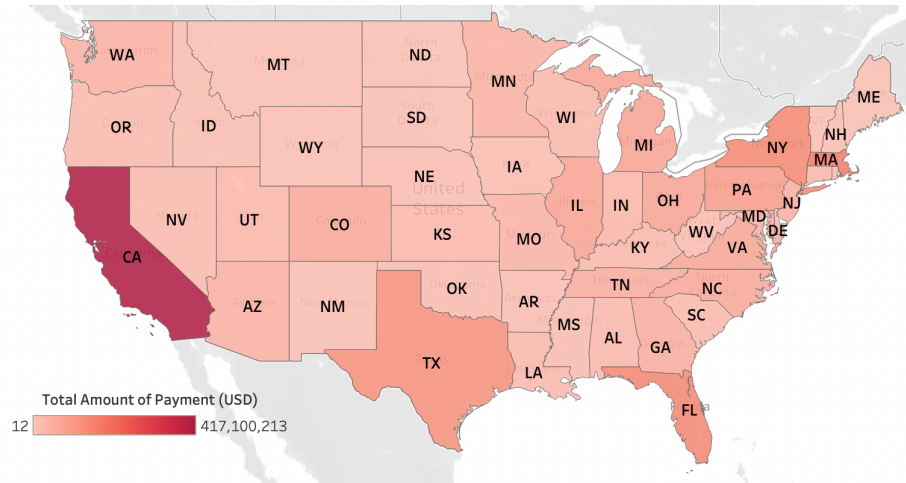 WA
MT
ND
MN
ME
OR
ID
SD
WI
NH
WY
MI
NY
MA
NE
IA
PA
NJ
United
States
NV
UT
CO
KS
MO
IL
IN
OH
MD
DE
WV
VA
KY
CA
AZ
NM
OK
AR
TN
NC
SC
MS
AL
GA
TX
LA
FL
Total Amount of Payment (USD)
12 417,100,213